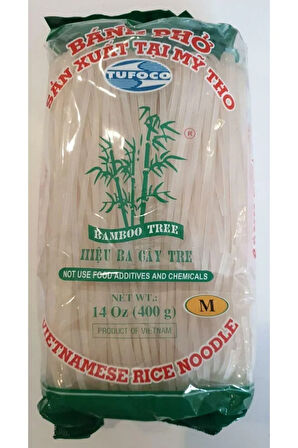 BÁNH PHỞ
SẢN XUẤT TẠI MỸ THO
TUFOCO
®
BAMBOO TREE
HIỆU BA CÂY TRE
NOT USE FOOD ADDITIVES AND CHEMICALS
NET WT.:
14 Oz (400 g)
M
PRODUCT OF VIETNAM
VIETNAMESE RICE NOODLE